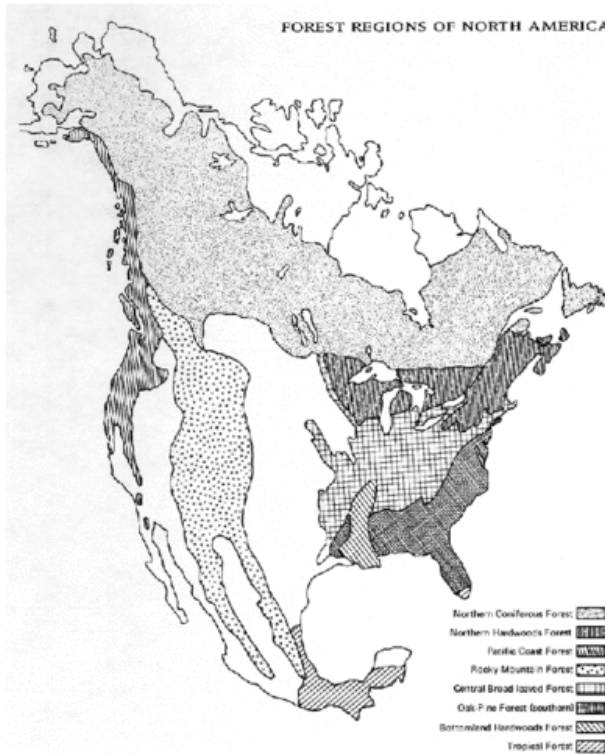 FOREST REGIONS OF NORTH AMERICA
Northern Coniferous Forest
Northern Hardwoods Forest
Pacific Coast Forest
Rocky Mountain Forest
Central Broad-leaved Forest
Oak-Pine Forest (southern)
Bottomland Hardwoods Forest
Tropical Forest